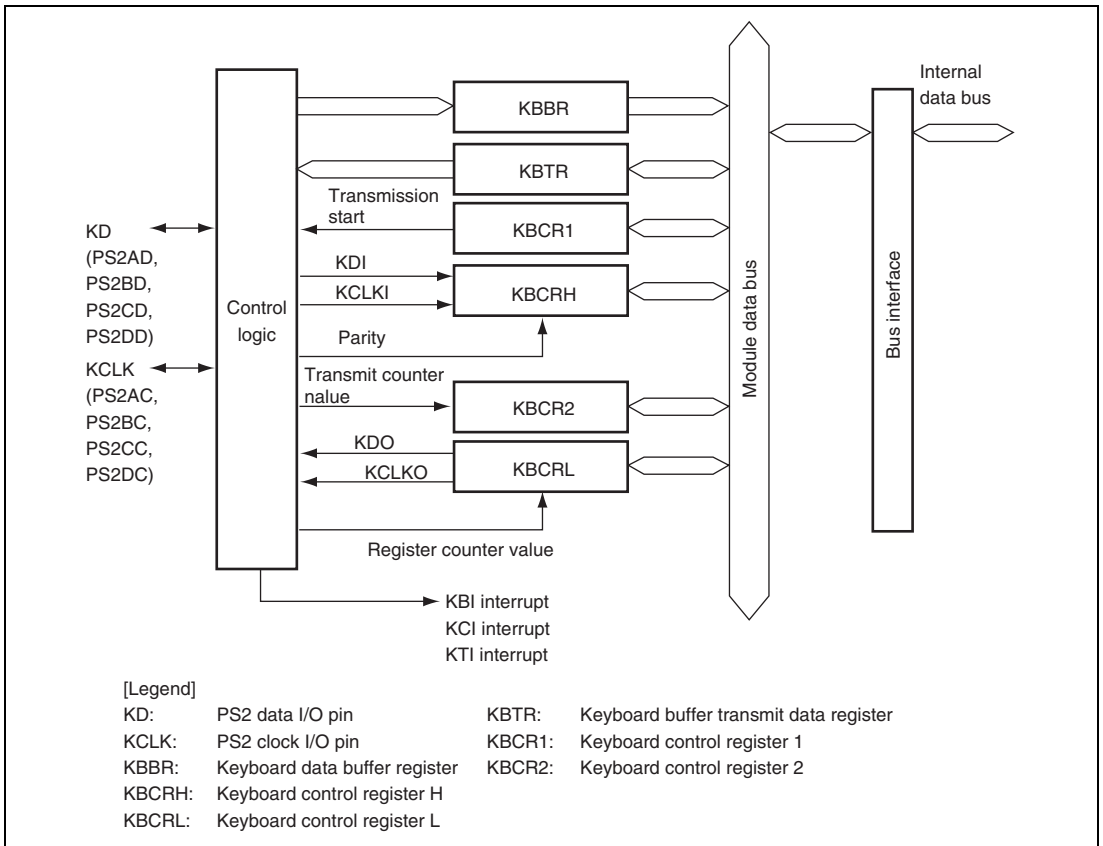 Internal
data bus
KBBR
KBTR
Transmission
start
KBCR1
KD
(PS2AD,
PS2BD,
PS2CD,
PS2DD)
KDI
KCLKI
KBCRH
Control
logic
Parity
Module data bus
Bus interface
KCLK
(PS2AC,
PS2BC,
PS2CC,
PS2DC)
Transmit counter
nalue
KBCR2
KDO
KCLKO
KBCRL
Register counter value
KBI interrupt
KCI interrupt
KTI interrupt
[Legend]
KD: PS2 data I/O pin
KCLK: PS2 clock I/O pin
KBBR: Keyboard data buffer register
KBCRH: Keyboard control register H
KBCRL: Keyboard control register L
KBTR: Keyboard buffer transmit data register
KBCR1: Keyboard control register 1
KBCR2: Keyboard control register 2